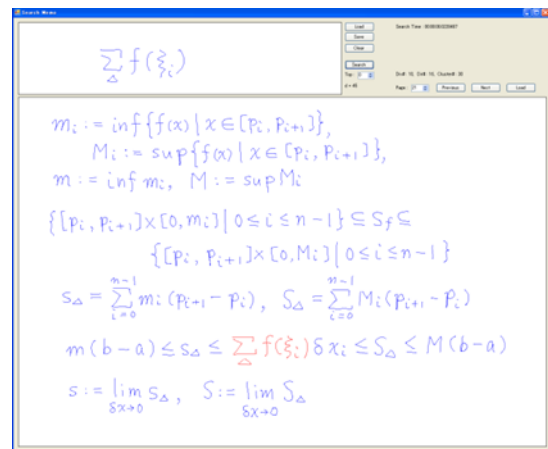 Search Memo
Load
Save
Clear
Search
Search Time :
Top:
Page:
Previous
Next
Load
∑_Δ f(ξ_i)
m_i := inf{f(x) | x ∈ [p_i, p_{i+1}]},
M_i := sup{f(x) | x ∈ [p_i, p_{i+1}]},
m := inf m_i, M := sup M_i
{[p_i, p_{i+1}]×[0, m_i] | 0 ≤ i ≤ n-1} ⊆ S_f ⊆
{[p_i, p_{i+1}]×[0, M_i] | 0 ≤ i ≤ n-1}
s_Δ = ∑_{i=0}^{n-1} m_i (p_{i+1} - p_i), S_Δ = ∑_{i=0}^{n-1} M_i (p_{i+1} - p_i)
m(b-a) ≤ s_Δ ≤ ∑_Δ f(ξ_i) δx_i ≤ S_Δ ≤ M(b-a)
s := lim_{δx→0} s_Δ, S := lim_{δx→0} S_Δ